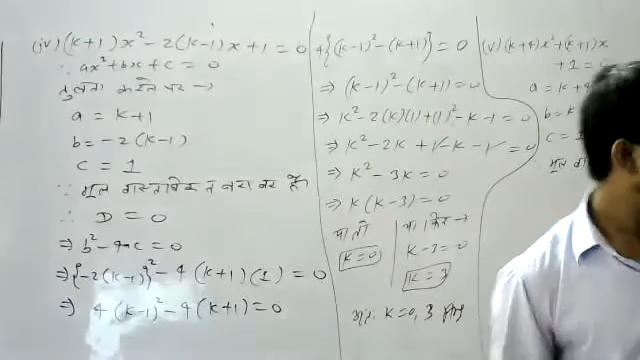 (iv) (k+1)x² - 2(k-1)x + 1 = 0
∴ ax² + bx + c = 0
तुलना करने पर →
a = k+1
b = -2(k-1)
c = 1
∵ मूल वास्तविक व बराबर हैं।
∴ D = 0
⇒ b² - 4ac = 0
⇒ {-2(k-1)}² - 4(k+1)(1) = 0
⇒ 4(k-1)² - 4(k+1) = 0
4{(k-1)² - (k+1)} = 0
⇒ (k-1)² - (k+1) = 0
⇒ k² - 2(k)(1) + (1)² - k - 1 = 0
⇒ k² - 2k + 1 - k - 1 = 0
⇒ k² - 3k = 0
⇒ k(k-3) = 0
या तो
k = 0
या फिर →
k - 3 = 0
k = 3
अतः k = 0, 3
(v) (k+4)x² + (k+1)x
+ 1 =
a = k+4
b = k
c = 1
∵ मूल